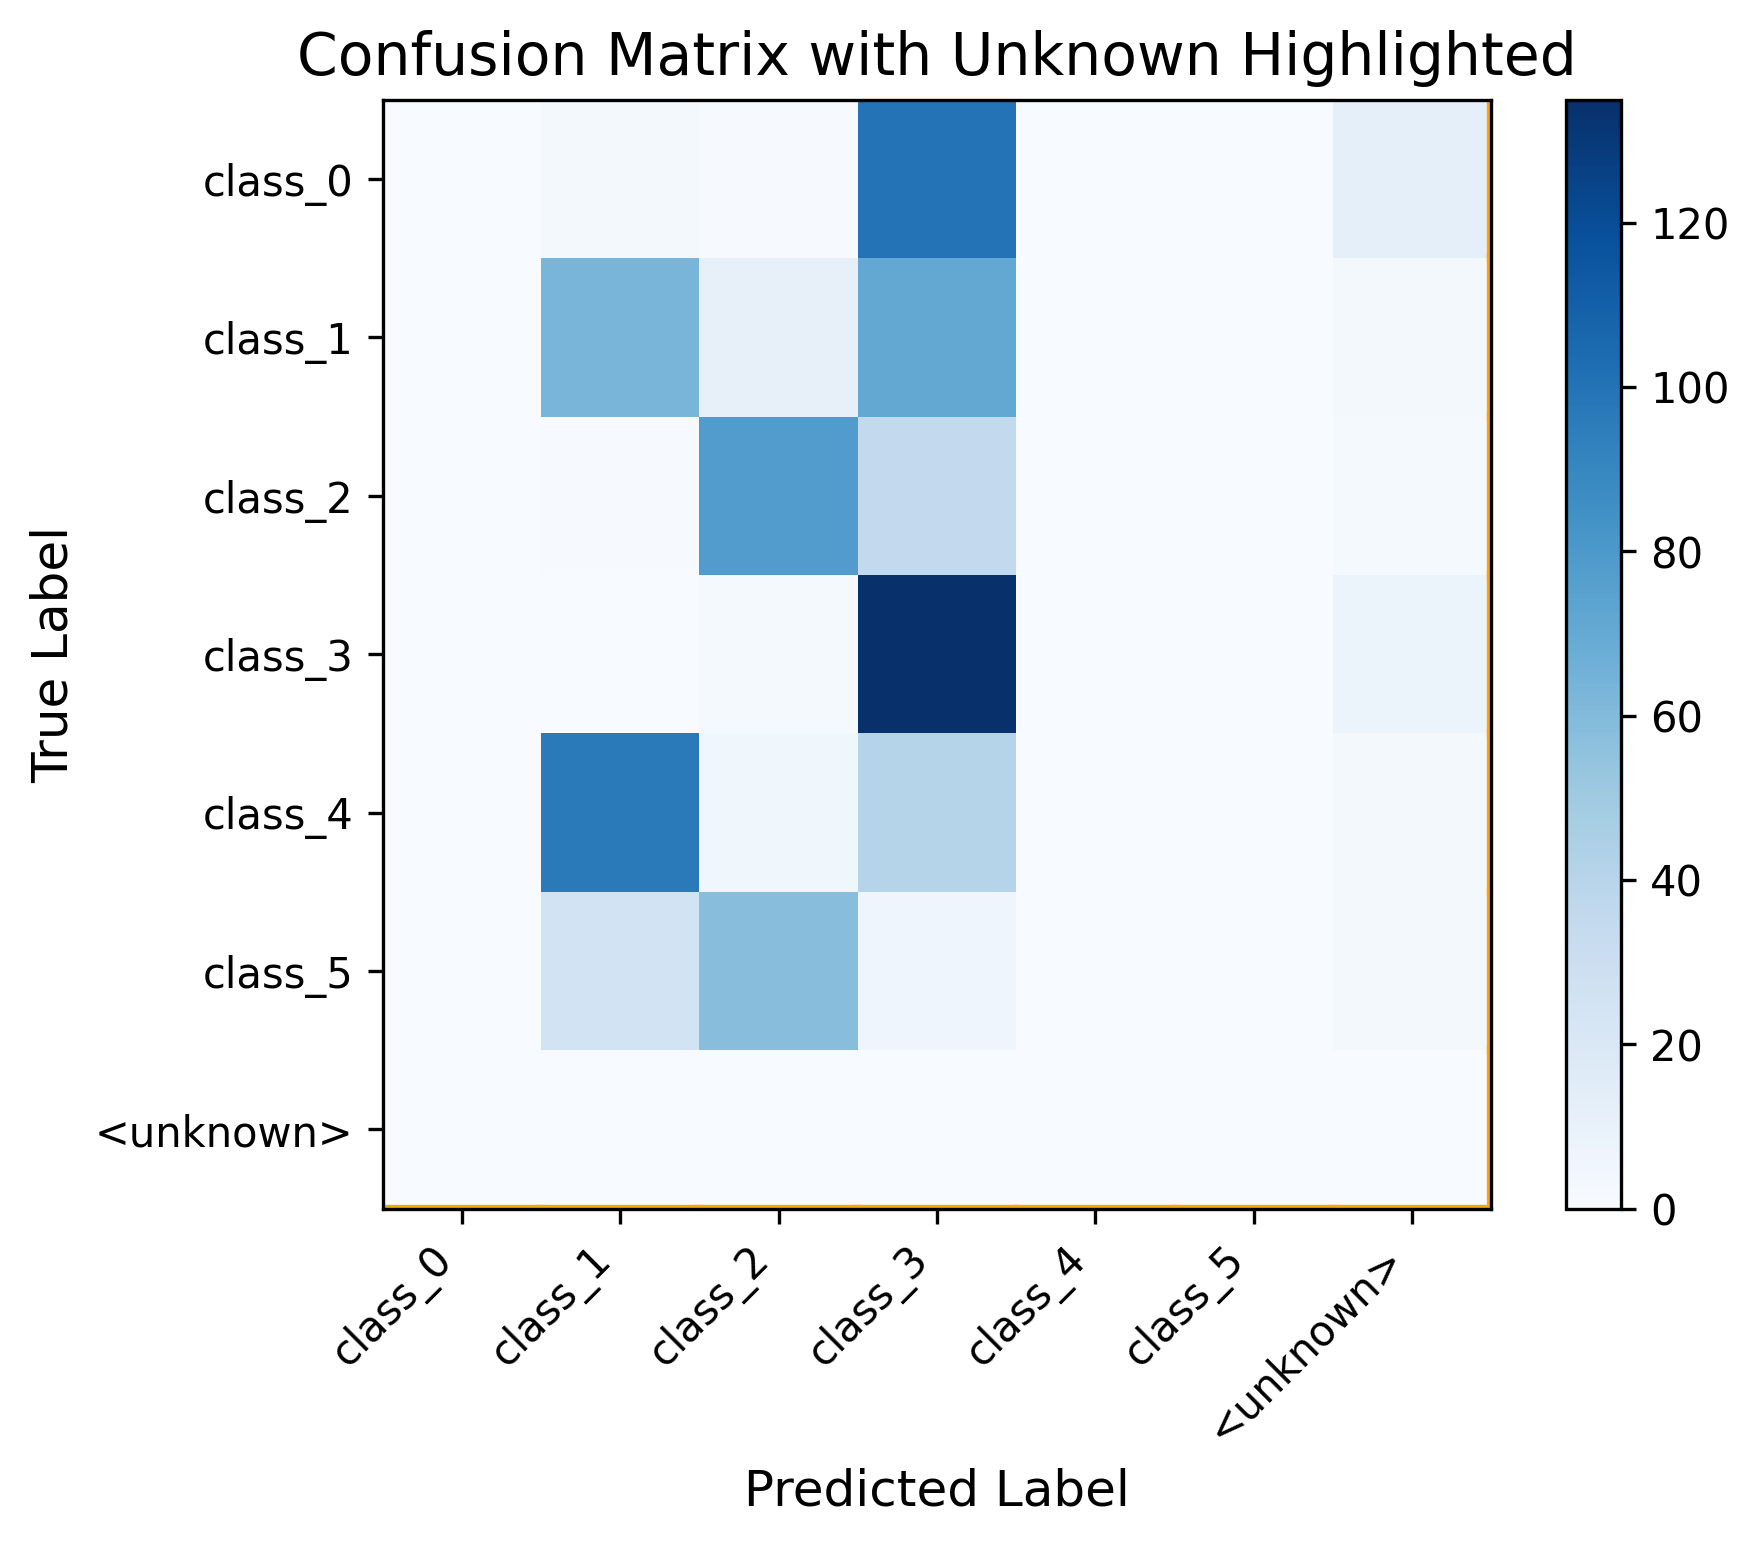 Confusion Matrix with Unknown Highlighted
True Label
class_0
class_1
class_2
class_3
class_4
class_5
<unknown>
class_0
class_1
class_2
class_3
class_4
class_5
<unknown>
Predicted Label
120
100
80
60
40
20
0